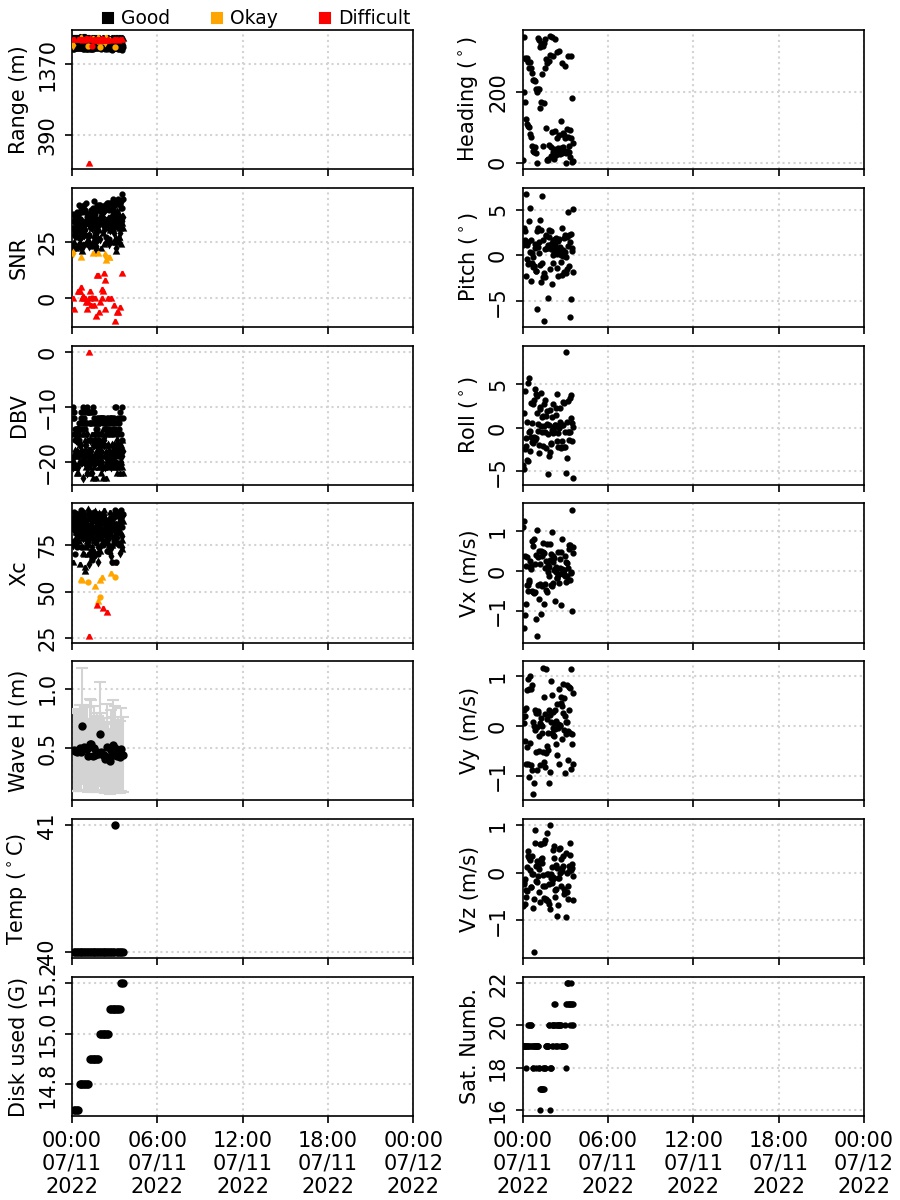 Good Okay Difficult
Range (m)
1370
390
Heading (°)
200
0
SNR
25
0
Pitch (°)
5
0
−5
DBV
0
−10
−20
Roll (°)
5
0
−5
Xc
75
50
25
Vx (m/s)
1
0
−1
Wave H (m)
1.0
0.5
Vy (m/s)
1
0
−1
Temp (°C)
41
40
Vz (m/s)
1
0
−1
Disk used (G)
15.2
15.0
14.8
Sat. Numb.
22
20
18
16
00:00 06:00 12:00 18:00 00:00
07/11 07/11 07/11 07/11 07/12
2022 2022 2022 2022 2022
00:00 06:00 12:00 18:00 00:00
07/11 07/11 07/11 07/11 07/12
2022 2022 2022 2022 2022